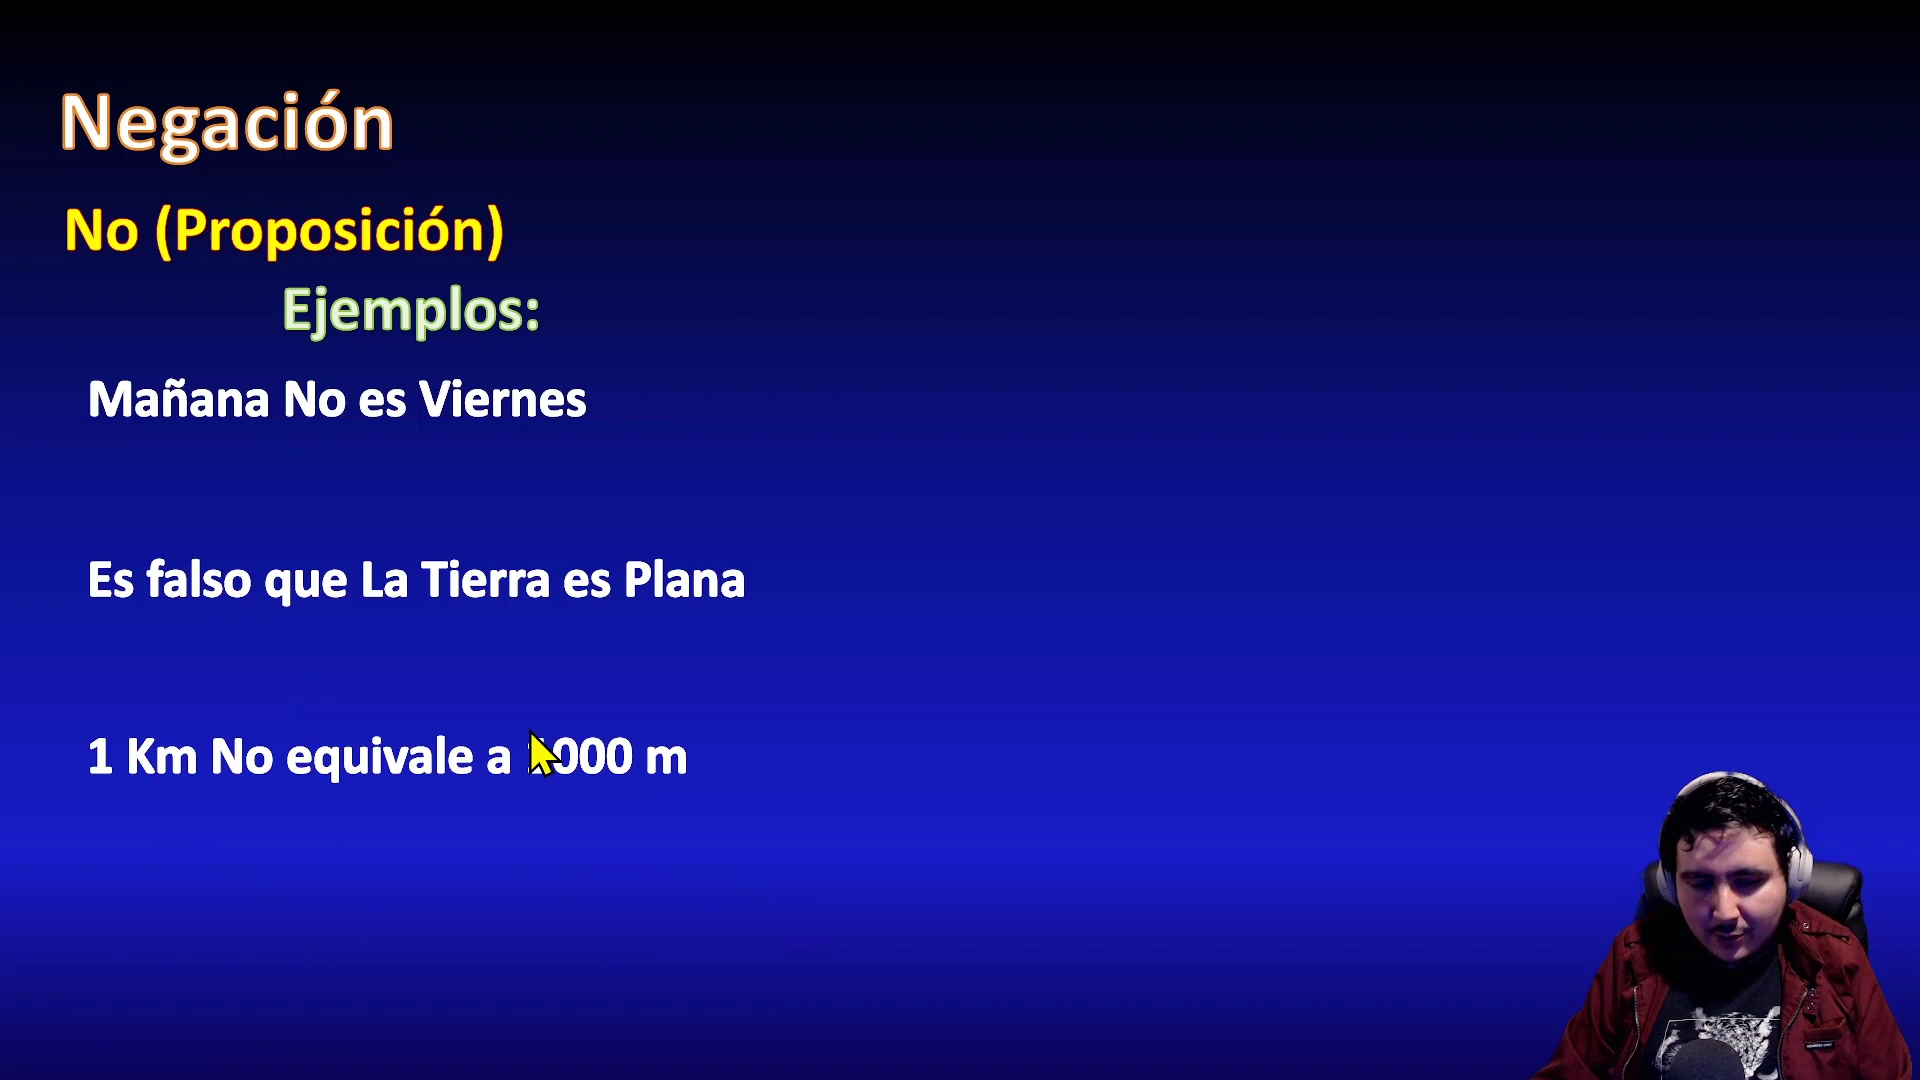 Negación
No (Proposición)
Ejemplos:
Mañana No es Viernes
Es falso que La Tierra es Plana
1 Km No equivale a 1000 m